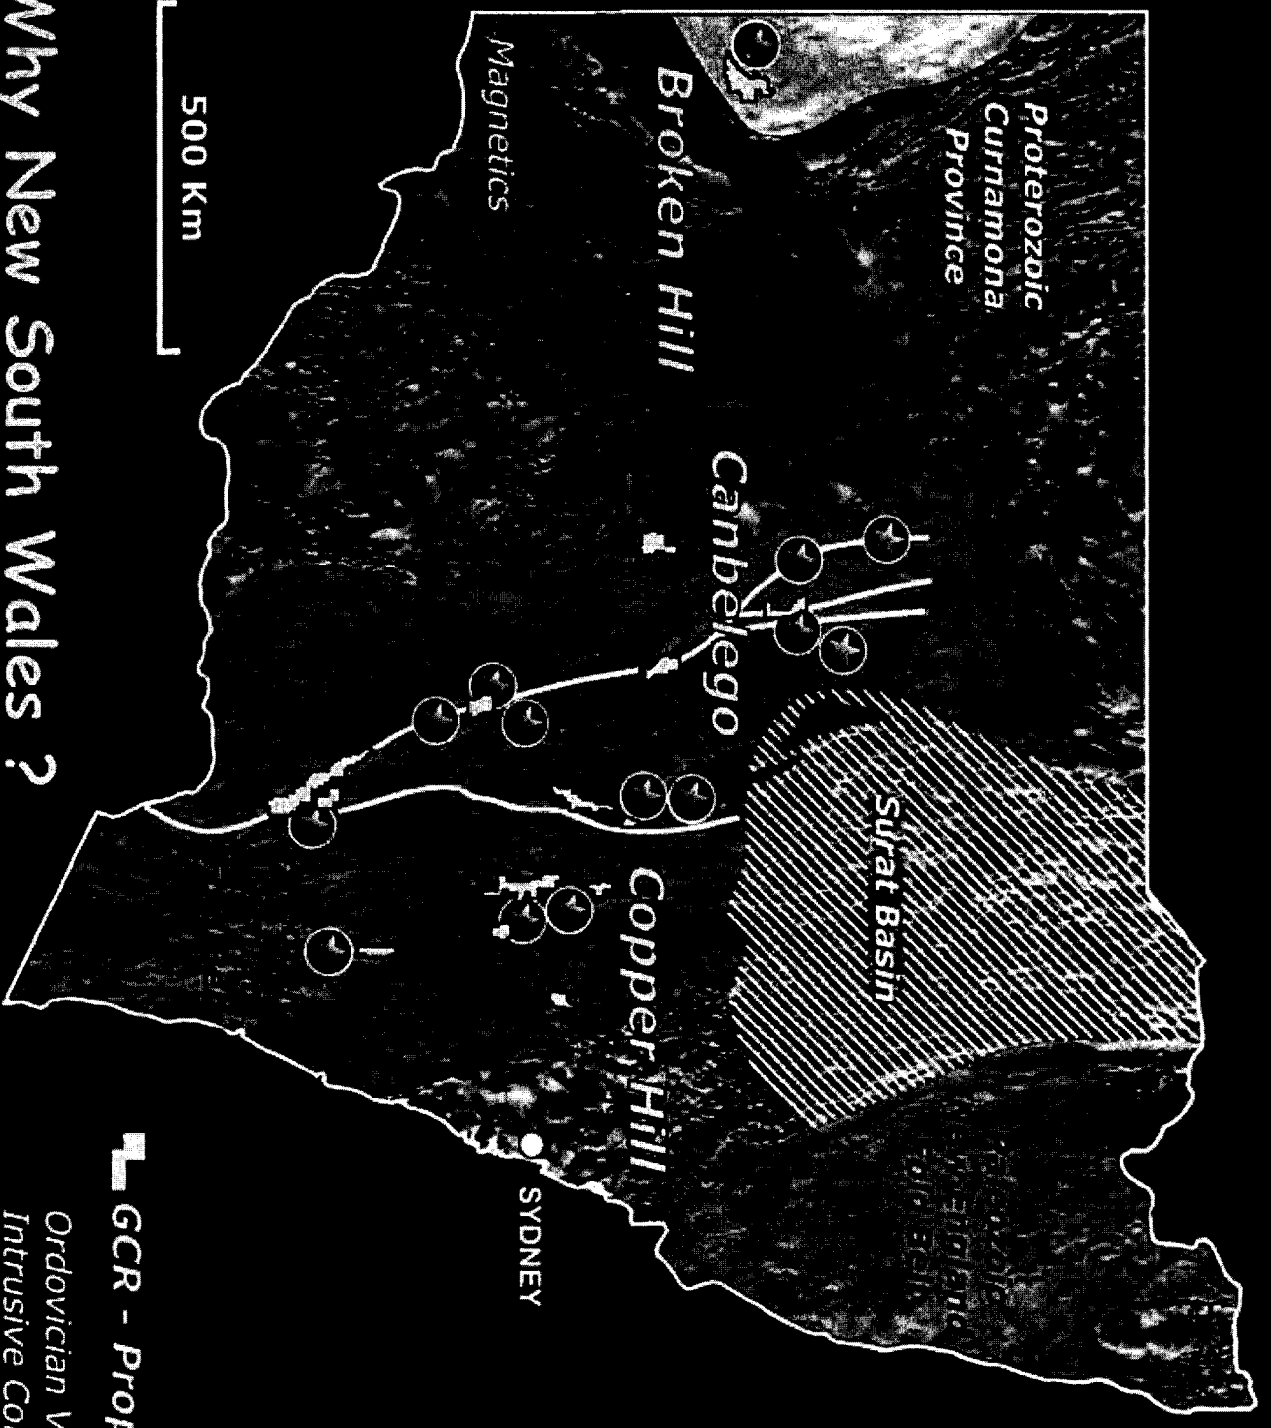 Proterozoic
Curnamona
Province
Surat Basin
Canbelego
Broken Hill
Copper Hill
Magnetics
SYDNEY
500 Km
GCR - Prop
Ordovician V
Intrusive Co
Why New South Wales ?